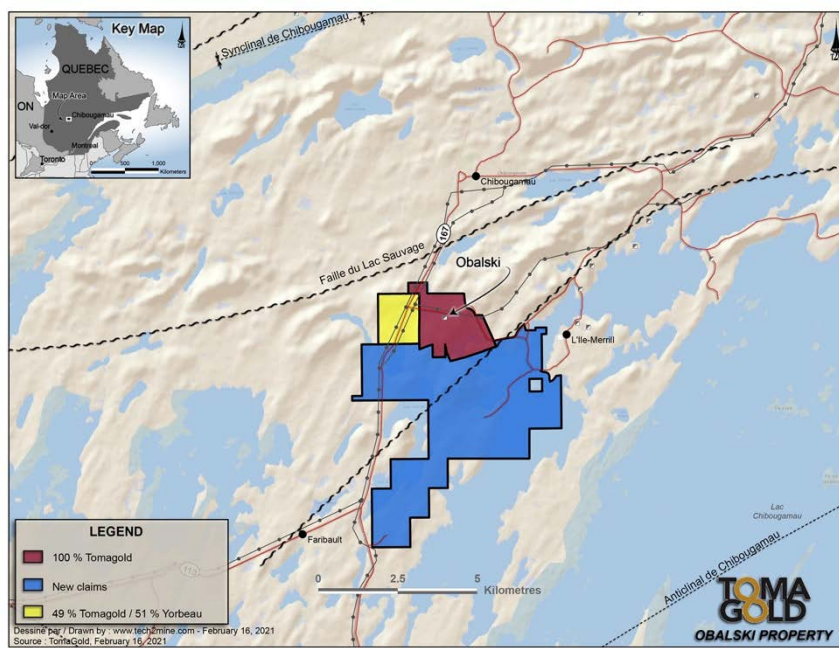 Key Map
QUEBEC
ON
Map Area
Chibougamau
Val-dor
Montreal
Toronto
0 500 1,000
Kilometers
Synclinal de Chibougamau
Chibougamau
167
Faille du Lac Sauvage
Obalski
L'Ile-Merrill
Lac
Chibougamau
Anticlinal de Chibougamau
Faribault
113
0 2.5 5
Kilometres
LEGEND
100 % Tomagold
New claims
49 % Tomagold / 51 % Yorbeau
Dessiné par / Drawn by : www.tech2mine.com - February 16, 2021
Source : TomaGold, February 16, 2021
TOMA
GOLD
OBALSKI PROPERTY